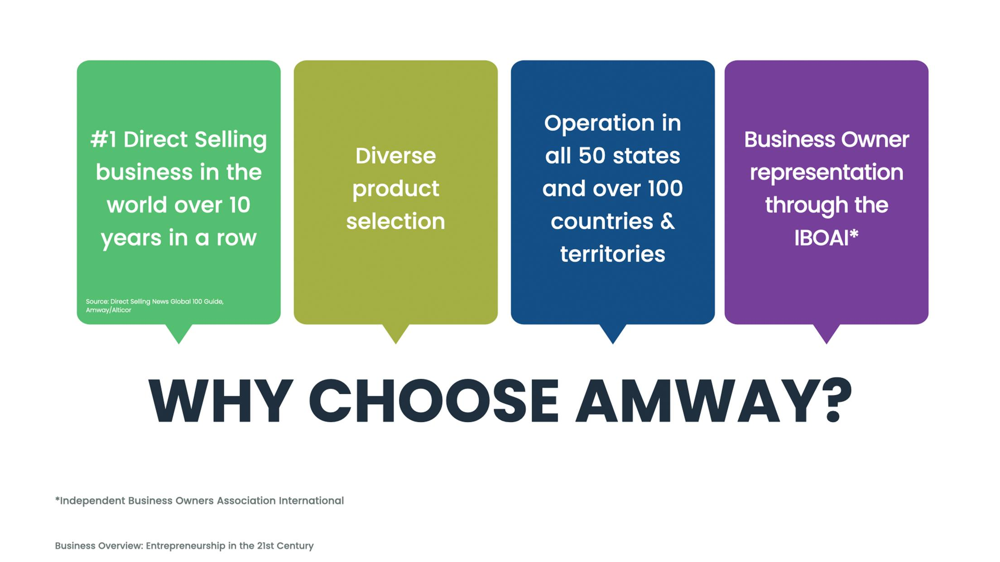 #1 Direct Selling
business in the
world over 10
years in a row
Source: Direct Selling News Global 100 Guide,
Amway/Alticor
Diverse
product
selection
Operation in
all 50 states
and over 100
countries &
territories
Business Owner
representation
through the
IBOAI*
WHY CHOOSE AMWAY?
*Independent Business Owners Association International
Business Overview: Entrepreneurship in the 21st Century